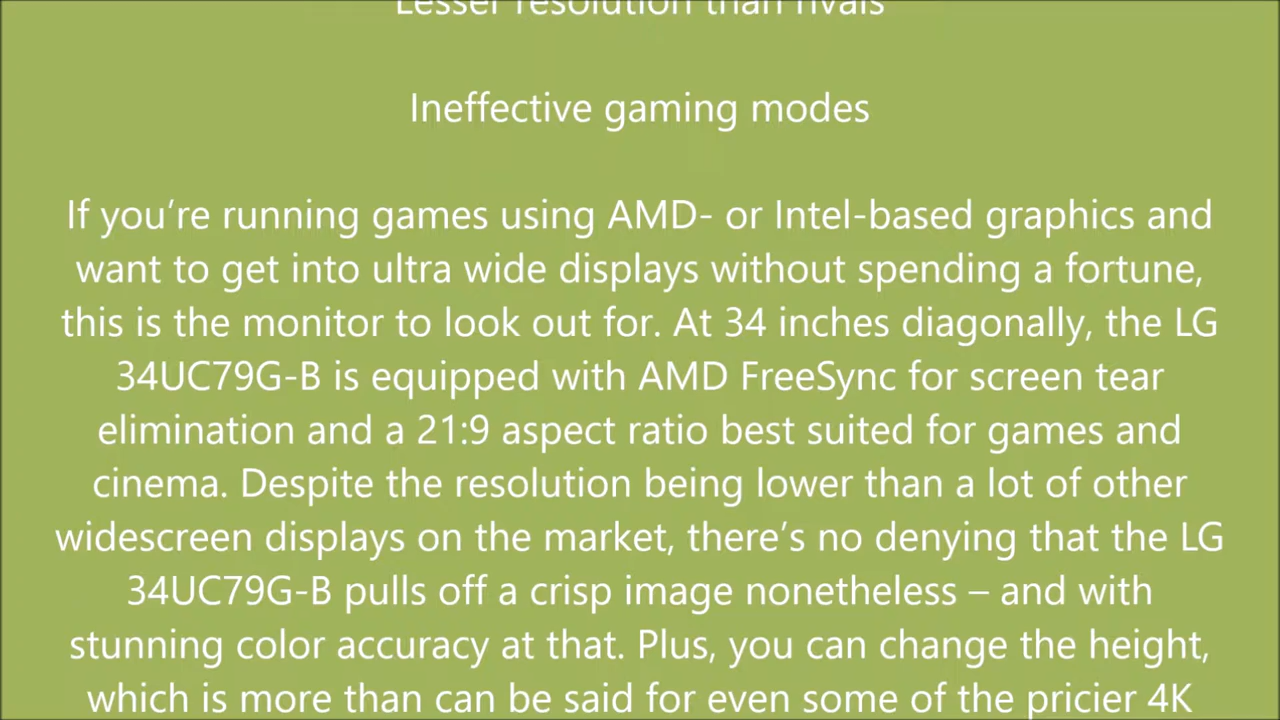 Lesser resolution than rivals
Ineffective gaming modes
If you’re running games using AMD- or Intel-based graphics and
want to get into ultra wide displays without spending a fortune,
this is the monitor to look out for. At 34 inches diagonally, the LG
34UC79G-B is equipped with AMD FreeSync for screen tear
elimination and a 21:9 aspect ratio best suited for games and
cinema. Despite the resolution being lower than a lot of other
widescreen displays on the market, there’s no denying that the LG
34UC79G-B pulls off a crisp image nonetheless – and with
stunning color accuracy at that. Plus, you can change the height,
which is more than can be said for even some of the pricier 4K